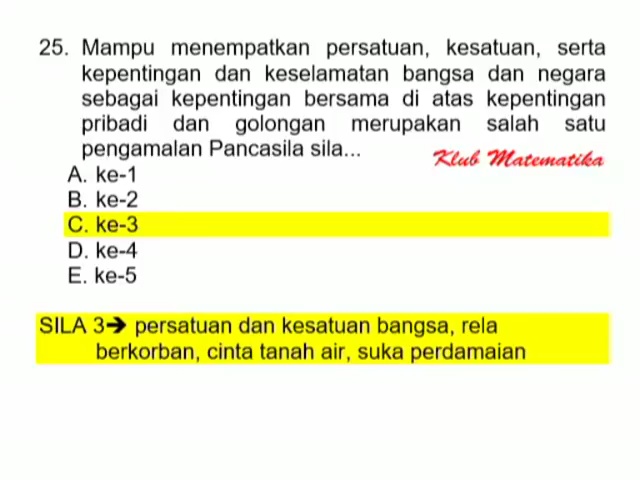 25. Mampu menempatkan persatuan, kesatuan, serta
kepentingan dan keselamatan bangsa dan negara
sebagai kepentingan bersama di atas kepentingan
pribadi dan golongan merupakan salah satu
pengamalan Pancasila sila...
Klub Matematika
A. ke-1
B. ke-2
C. ke-3
D. ke-4
E. ke-5
SILA 3➔ persatuan dan kesatuan bangsa, rela
berkorban, cinta tanah air, suka perdamaian